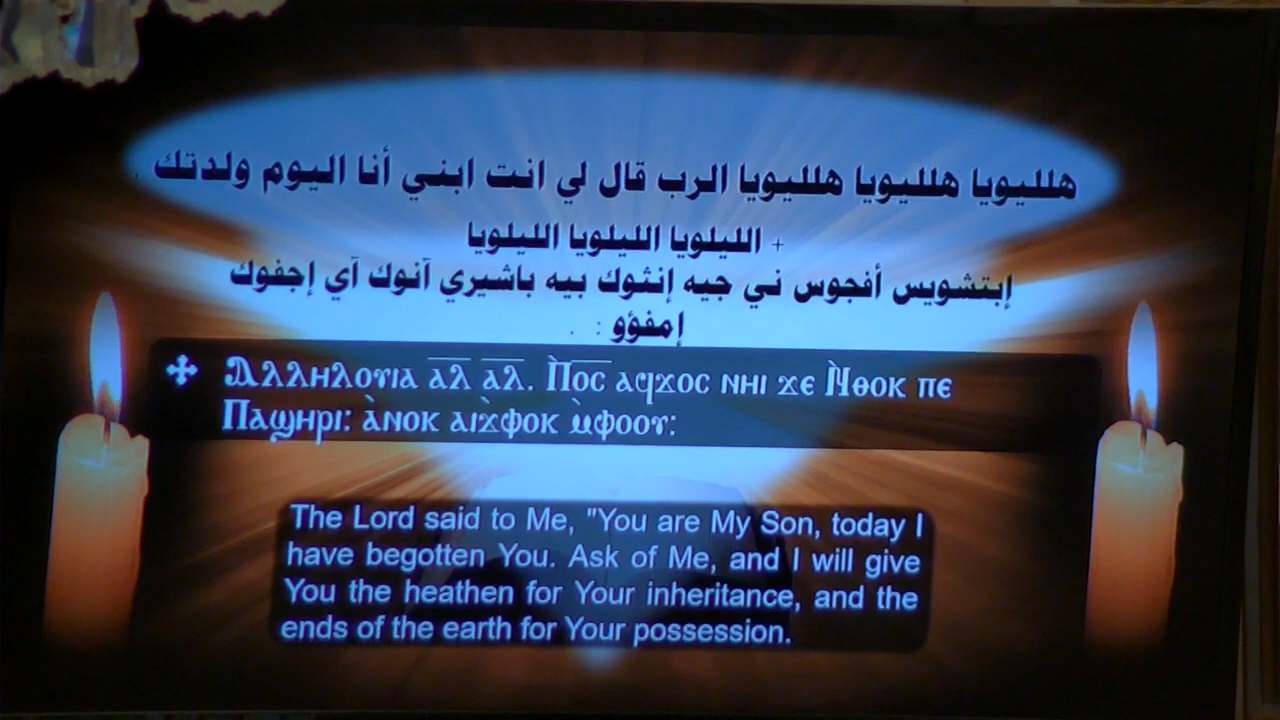 هلليويا هلليويا هلليويا الرب قال لي انت ابني أنا اليوم ولدتك .
+ الليلويا الليلويا الليلويا
إبتشويس أفجوس ني جيه إنثوك بيه باشيري آنوك آي إجفوك
إمفؤو : .
✤ Ⲁⲗⲗⲏⲗⲟⲩⲓⲁ ⲁ̅ⲗ̅ ⲁ̅ⲗ̅. Ⲡ̀ⲟ̅ⲥ̅ ⲁϥϫⲟⲥ ⲛⲏⲓ ϫⲉ Ⲛ̀ⲑⲟⲕ ⲡⲉ
Ⲡⲁϣⲏⲣⲓ: ⲁ̀ⲛⲟⲕ ⲁⲓϫ̀ⲫⲟⲕ ⲙ̀ⲫⲟⲟⲩ:
The Lord said to Me, "You are My Son, today I
have begotten You. Ask of Me, and I will give
You the heathen for Your inheritance, and the
ends of the earth for Your possession.